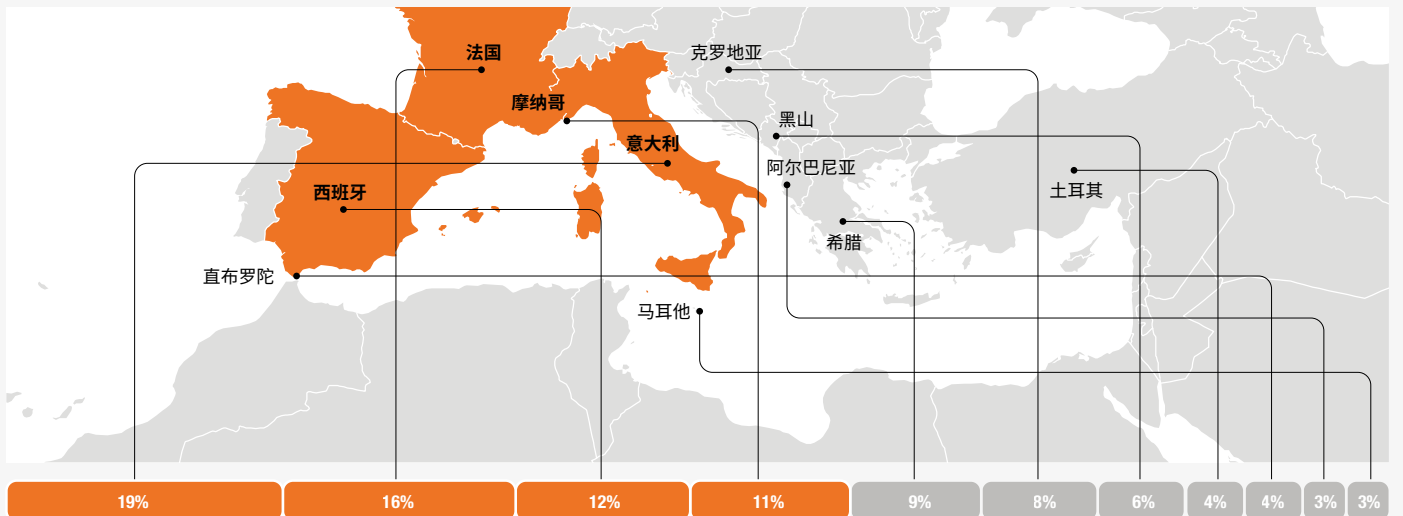 法国
克罗地亚
摩纳哥
黑山
意大利
阿尔巴尼亚
西班牙
土耳其
希腊
直布罗陀
马耳他
19%
16%
12%
11%
9%
8%
6%
4%
4%
3%
3%